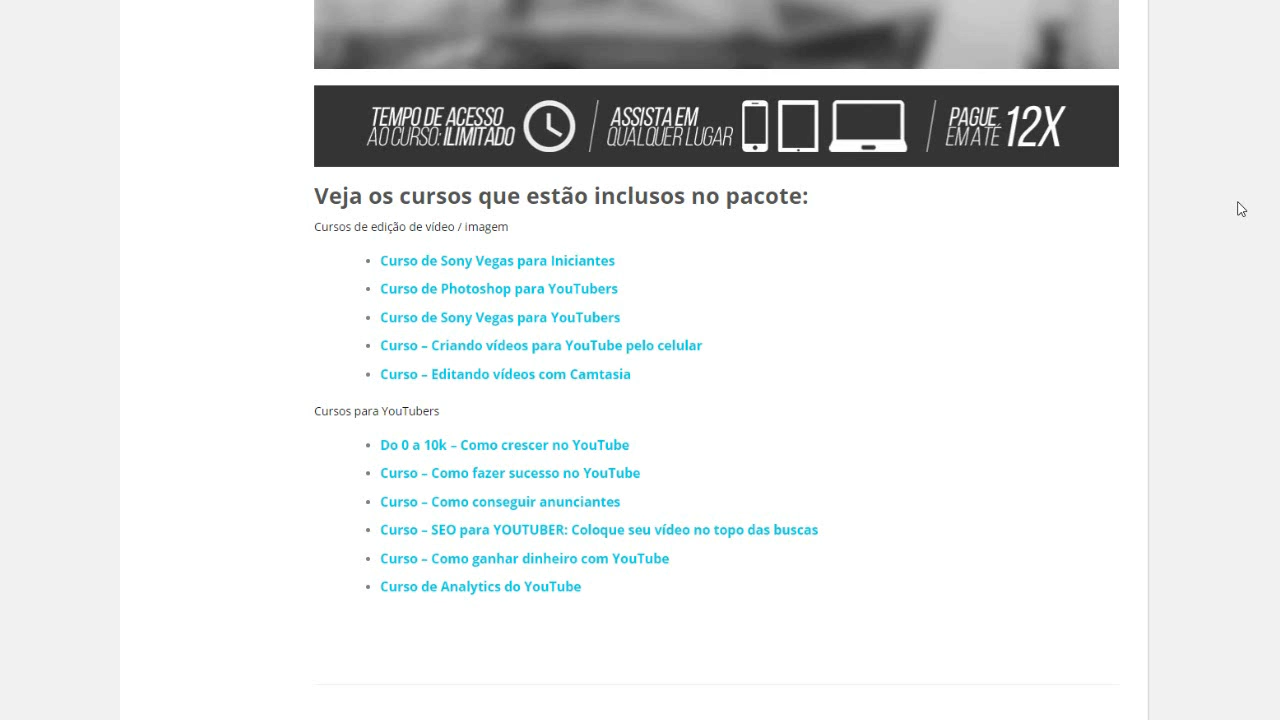 TEMPO DE ACESSO
AO CURSO: ILIMITADO
ASSISTA EM
QUALQUER LUGAR
PAGUE
EM ATÉ 12X
Veja os cursos que estão inclusos no pacote:
Cursos de edição de vídeo / imagem
Curso de Sony Vegas para Iniciantes
Curso de Photoshop para YouTubers
Curso de Sony Vegas para YouTubers
Curso – Criando vídeos para YouTube pelo celular
Curso – Editando vídeos com Camtasia
Cursos para YouTubers
Do 0 a 10k – Como crescer no YouTube
Curso – Como fazer sucesso no YouTube
Curso – Como conseguir anunciantes
Curso – SEO para YOUTUBER: Coloque seu vídeo no topo das buscas
Curso – Como ganhar dinheiro com YouTube
Curso de Analytics do YouTube